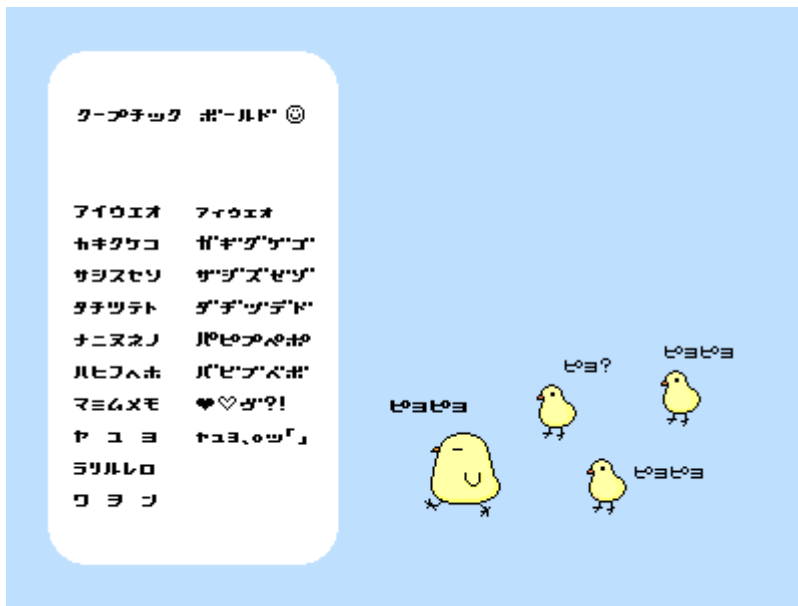 クープチック ボールド☺
アイウエオ ァィゥェォ
カキクケコ ガギグゲゴ
サシスセソ ザジズゼゾ
タチツテト ダヂヅデド
ナニヌネノ パピプペポ
ハヒフヘホ バビブベボ
マミムメモ ♥♡ヴ?!
ヤ ユ ヨ ャュョ、。ッ「」
ラリルレロ
ワ ヲ ン
ピヨピヨ
ピヨ?
ピヨピヨ
ピヨピヨ